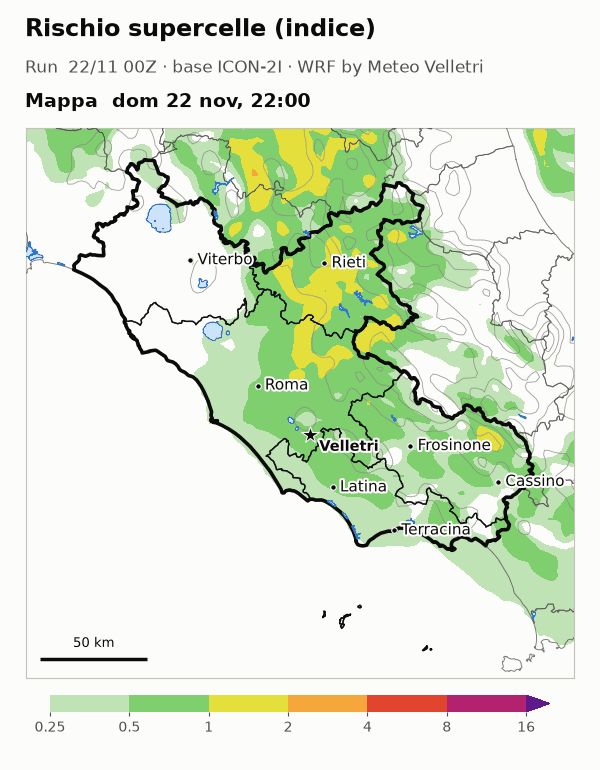 Rischio supercelle (indice)
Run  22/11 00Z · base ICON-2I · WRF by Meteo Velletri
Mappa  dom 22 nov, 22:00
Viterbo
Rieti
Roma
Velletri
Frosinone
Cassino
Latina
Terracina
50 km
0.25 0.5 1 2 4 8 16